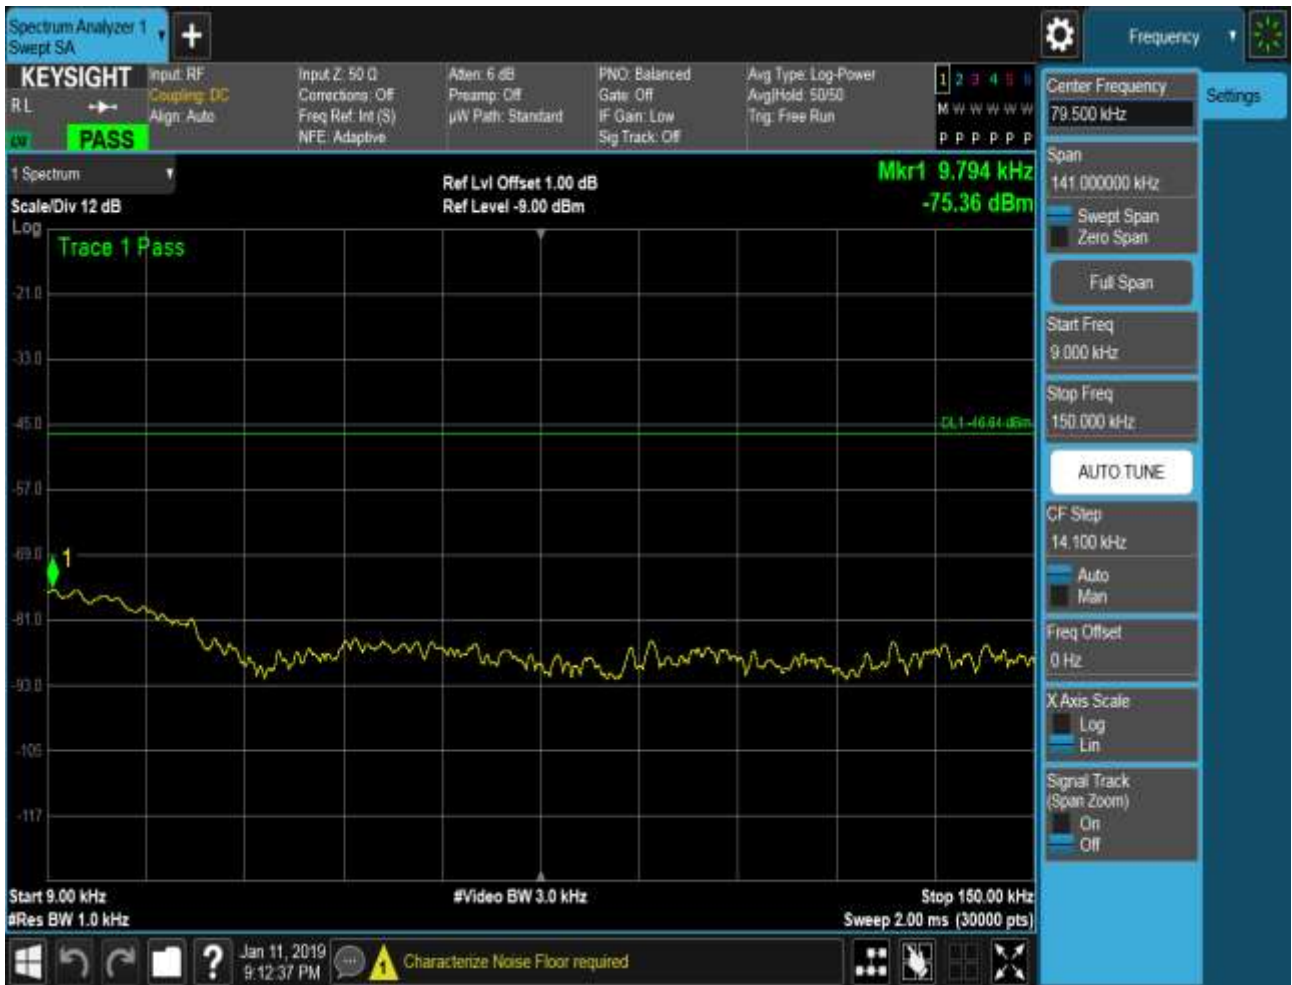 Spectrum Analyzer 1
Swept SA
+
Frequency
KEYSIGHT
R L
PASS
Input: RF
Coupling: DC
Align: Auto
Input Z: 50 Ω
Corrections: Off
Freq Ref: Int (S)
NFE: Adaptive
Atten: 6 dB
Preamp: Off
µW Path: Standard
PNO: Balanced
Gate: Off
IF Gain: Low
Sig Track: Off
Avg Type: Log-Power
Avg|Hold: 50/50
Trig: Free Run
1 2 3 4 5 6
M W W W W W
P P P P P P
1 Spectrum
Scale/Div 12 dB
Log
Ref Lvl Offset 1.00 dB
Ref Level -9.00 dBm
Mkr1 9.794 kHz
-75.36 dBm
Trace 1 Pass
-21.0
-33.0
-45.0
DL1 -46.64 dBm
-57.0
-69.0
1
-81.0
-93.0
-105
-117
Start 9.00 kHz
#Res BW 1.0 kHz
#Video BW 3.0 kHz
Stop 150.00 kHz
Sweep 2.00 ms (30000 pts)
Center Frequency
79.500 kHz
Settings
Span
141.000000 kHz
Swept Span
Zero Span
Full Span
Start Freq
9.000 kHz
Stop Freq
150.000 kHz
AUTO TUNE
CF Step
14.100 kHz
Auto
Man
Freq Offset
0 Hz
X Axis Scale
Log
Lin
Signal Track
(Span Zoom)
On
Off
?
Jan 11, 2019
9:12:37 PM
1
Characterize Noise Floor required